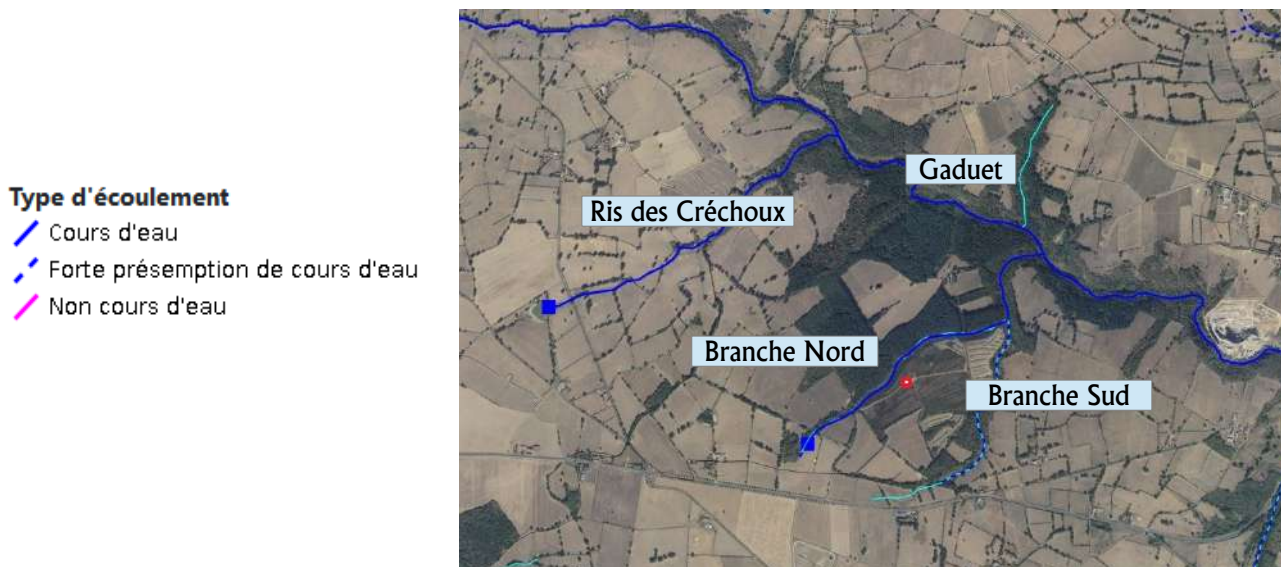 Type d'écoulement
Cours d'eau
Forte présemption de cours d'eau
Non cours d'eau
Gaduet
Ris des Créchoux
Branche Nord
Branche Sud